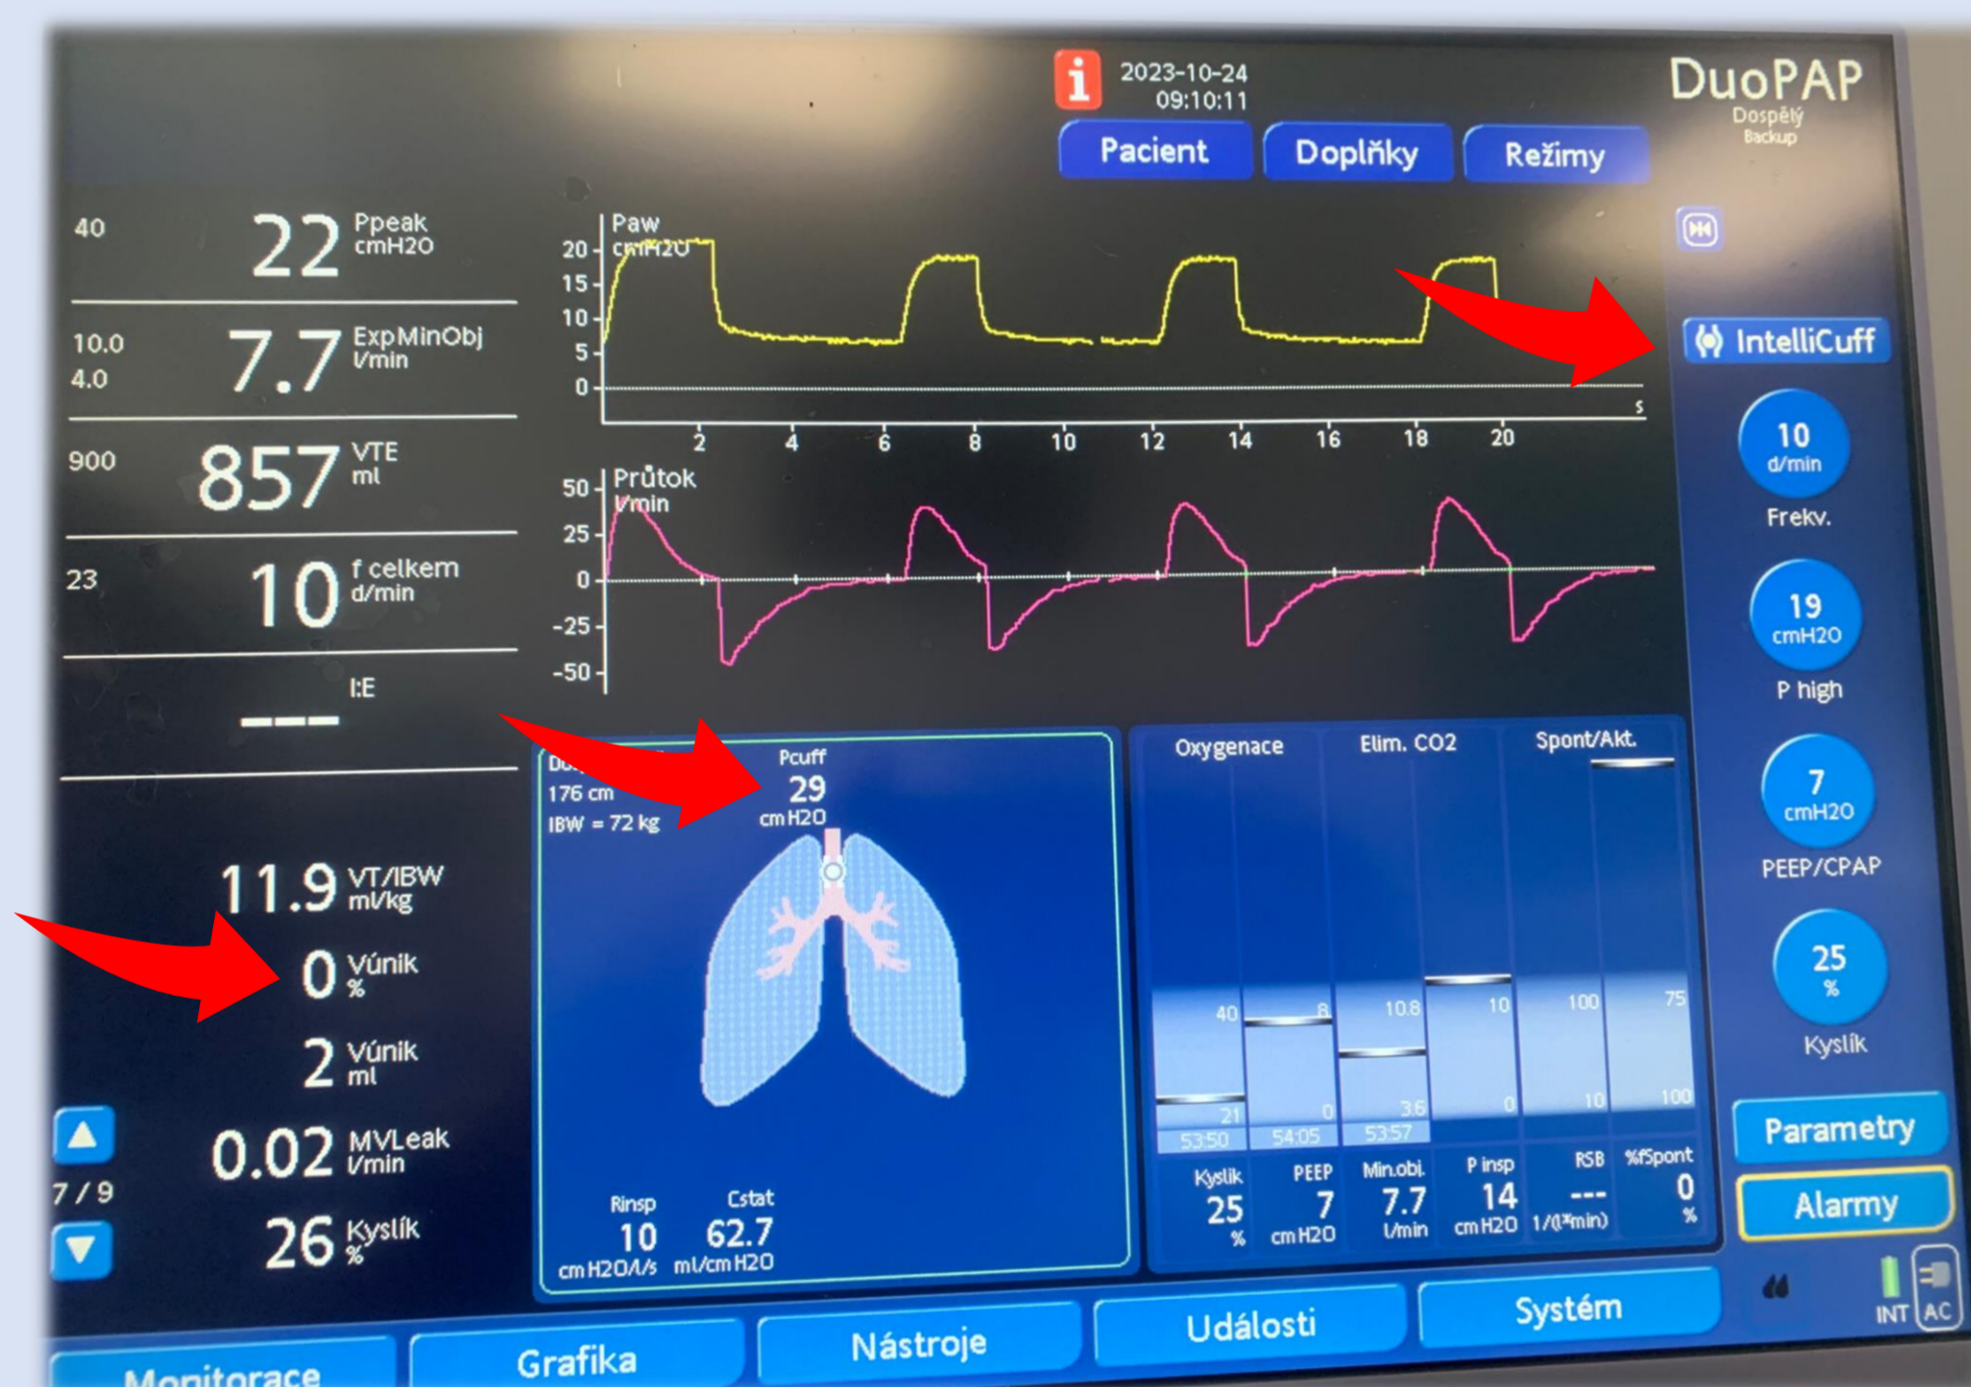 2023-10-24
09:10:11
DuoPAP
Dospělý
Backup
Pacient
Doplňky
Režimy
40
22
Ppeak
cmH2O
10.0
4.0
7.7
ExpMinObj
l/min
900
857
VTE
ml
23
10
f celkem
d/min
---
I:E
11.9
VT/IBW
ml/kg
0
Vúnik
%
2
Vúnik
ml
0.02
MVLeak
l/min
26
Kyslík
%
7/9
Paw
cmH2O
20
15
10
5
0
2 4 6 8 10 12 14 16 18 20
s
Průtok
l/min
50
25
0
-25
-50
176 cm
IBW = 72 kg
Pcuff
29
cmH2O
Rinsp
10
cmH2O/l/s
Cstat
62.7
ml/cmH2O
Oxygenace
Elim. CO2
Spont/Akt.
40 8 10.8 10 100 75
21 0 3.6 0 10 100
53:50 54:05 53:57
Kyslík
25
%
PEEP
7
cmH2O
Min.obj.
7.7
l/min
P insp
14
cmH2O
RSB
---
1/(l*min)
%fSpont
0
%
IntelliCuff
10
d/min
Frekv.
19
cmH2O
P high
7
cmH2O
PEEP/CPAP
25
%
Kyslík
Parametry
Alarmy
INT
AC
Monitorace
Grafika
Nástroje
Události
Systém